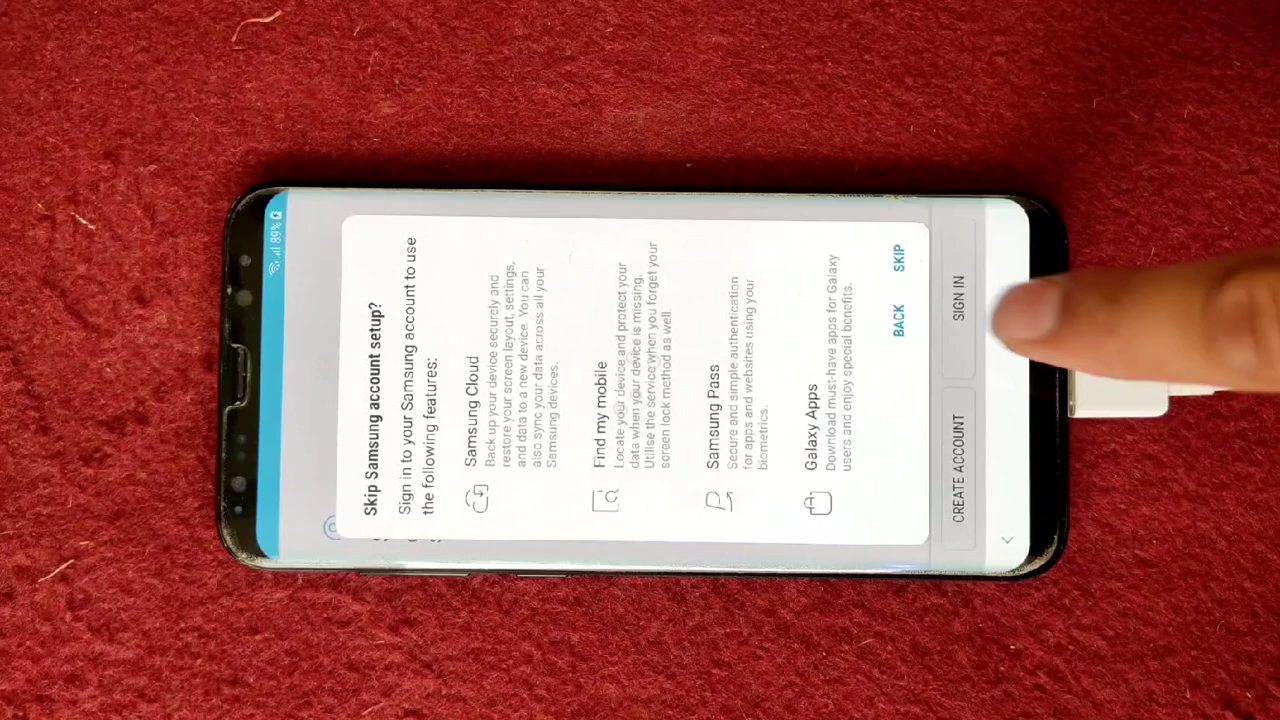 89%
Skip Samsung account setup?
Sign in to your Samsung account to use
the following features:
Samsung Cloud
Back up your device securely and
restore your screen layout, settings,
and data to a new device. You can
also sync your data across all your
Samsung devices.
Find my mobile
Locate your device and protect your
data when your device is missing.
Utilise the service when you forget your
screen lock method as well.
Samsung Pass
Secure and simple authentication
for apps and websites using your
biometrics.
Galaxy Apps
Download must-have apps for Galaxy
users and enjoy special benefits.
BACK SKIP
CREATE ACCOUNT SIGN IN